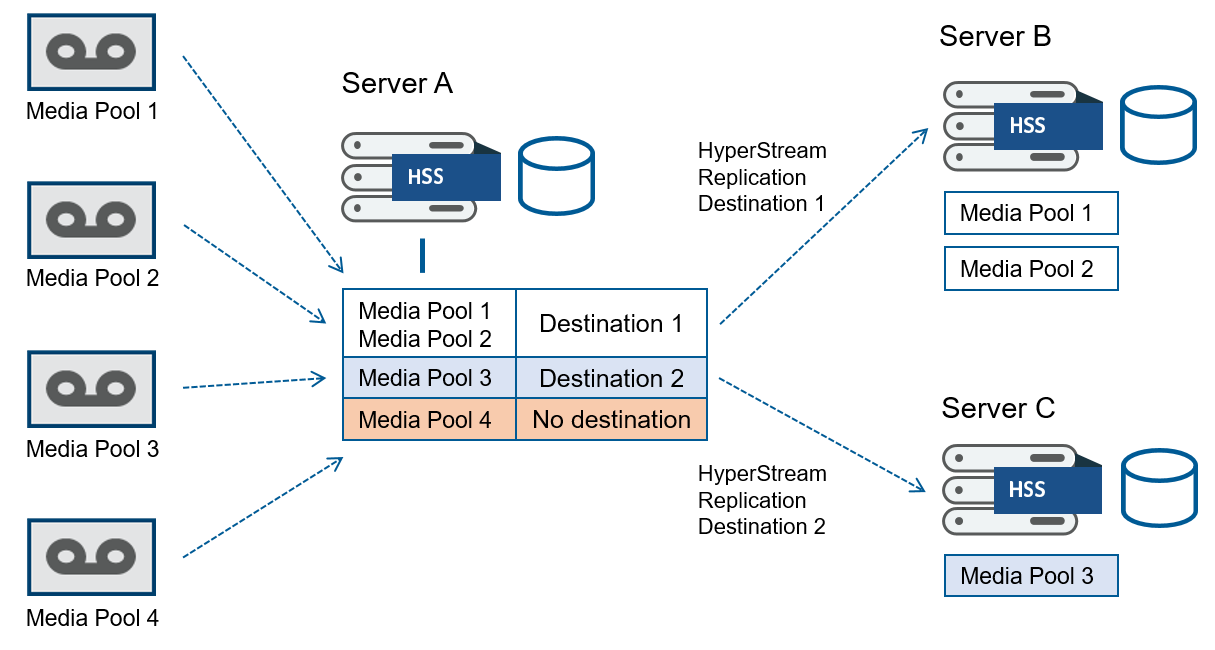 Media Pool 1
Media Pool 2
Media Pool 3
Media Pool 4
Server A
HSS
Media Pool 1
Media Pool 2
Destination 1
Media Pool 3
Destination 2
Media Pool 4
No destination
HyperStream
Replication
Destination 1
HyperStream
Replication
Destination 2
Server B
HSS
Media Pool 1
Media Pool 2
Server C
HSS
Media Pool 3